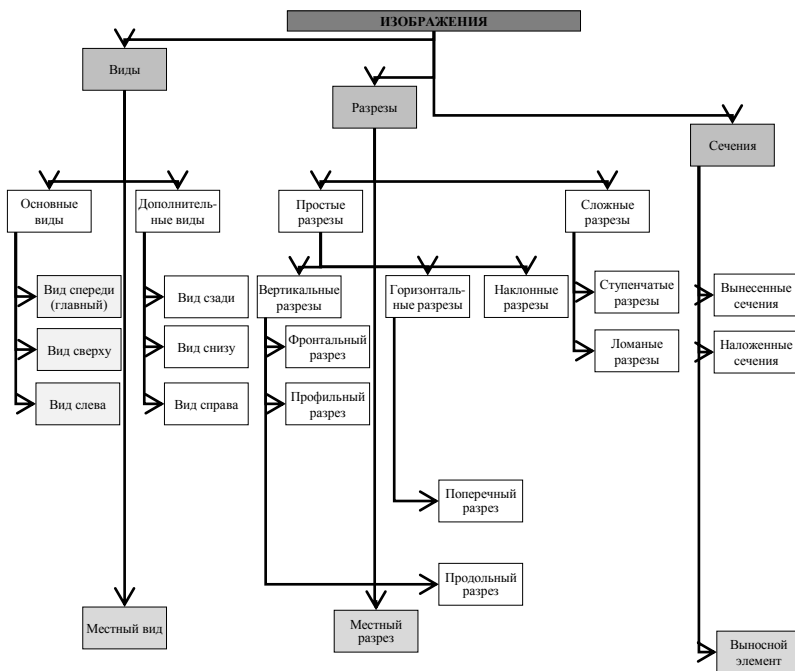 ИЗОБРАЖЕНИЯ
Виды
Разрезы
Сечения
Основные
виды
Дополнитель-
ные виды
Простые
разрезы
Сложные
разрезы
Вид спереди
(главный)
Вид сзади
Вертикальные
разрезы
Горизонталь-
ные разрезы
Наклонные
разрезы
Ступенчатые
разрезы
Вынесенные
сечения
Вид сверху
Вид снизу
Фронтальный
разрез
Ломаные
разрезы
Наложенные
сечения
Вид слева
Вид справа
Профильный
разрез
Поперечный
разрез
Продольный
разрез
Местный вид
Местный
разрез
Выносной
элемент